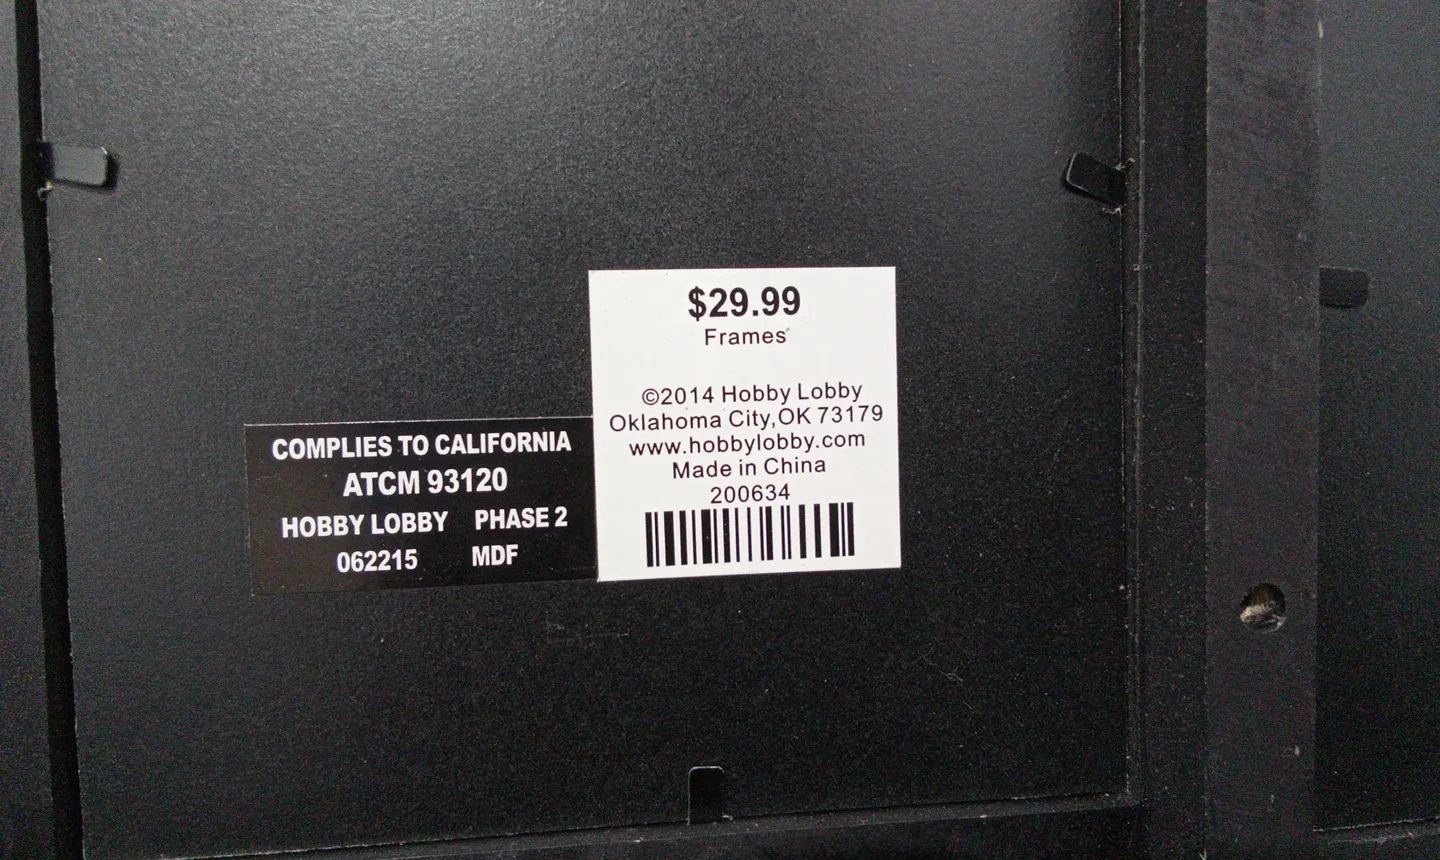 $29.99
Frames
©2014 Hobby Lobby
Oklahoma City,OK 73179
www.hobbylobby.com
Made in China
200634
COMPLIES TO CALIFORNIA
ATCM 93120
HOBBY LOBBY PHASE 2
062215 MDF